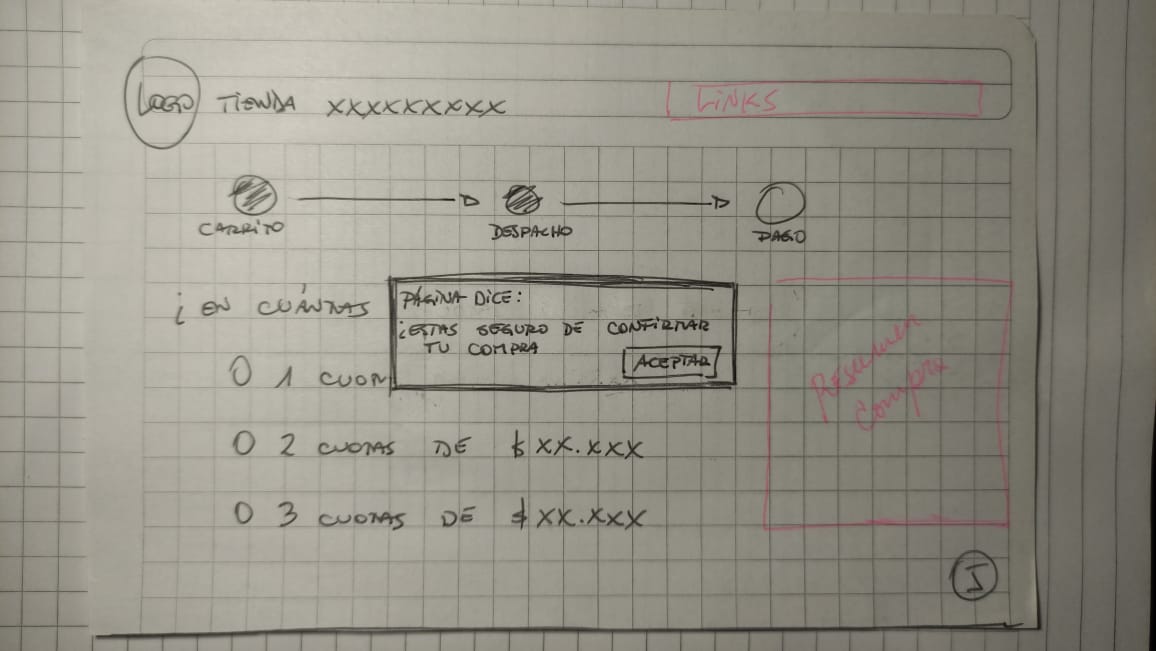 LOGO TIENDA XXXXXXXXX
LINKS
CARRITO
DESPACHO
PAGO
¿ EN CUÁNTAS
PÁGINA DICE:
¿ESTAS SEGURO DE CONFIRMAR
TU COMPRA
ACEPTAR
O 1 CUOT
O 2 CUOTAS DE $ XX.XXX
O 3 CUOTAS DE $ XX.XXX
Resumen
Compra